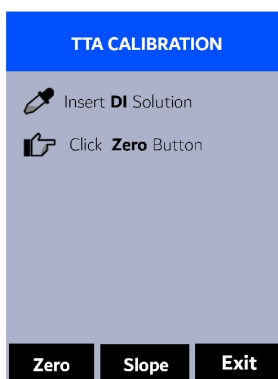 TTA CALIBRATION
Insert DI Solution
Click Zero Button
Zero Slope Exit